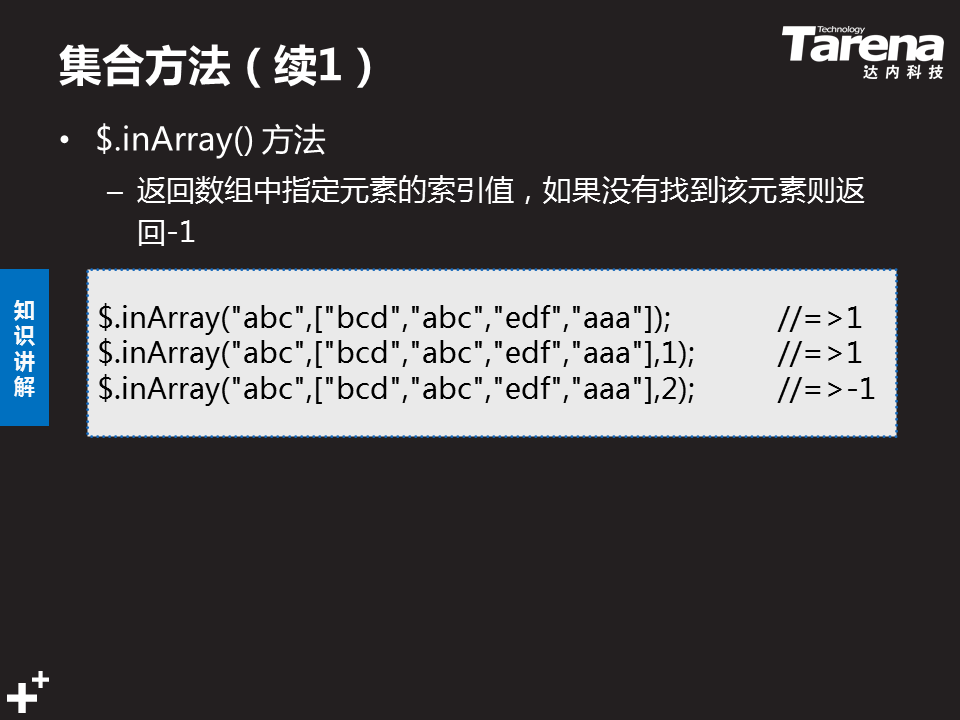 集合方法（续1）
Technology
Tarena
达内科技
• $.inArray() 方法
– 返回数组中指定元素的索引值，如果没有找到该元素则返
回-1
知
识
讲
解
$.inArray("abc",["bcd","abc","edf","aaa"]); //=>1
$.inArray("abc",["bcd","abc","edf","aaa"],1); //=>1
$.inArray("abc",["bcd","abc","edf","aaa"],2); //=>-1